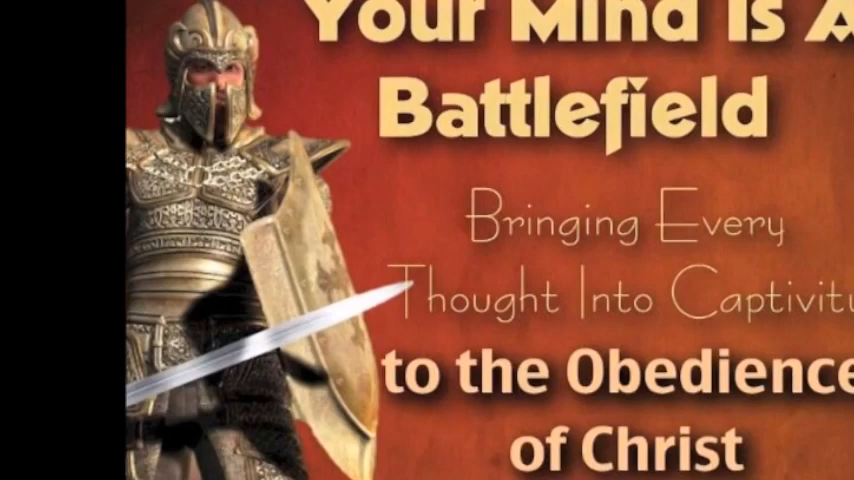 Your Mind Is A
Battlefield
Bringing Every
Thought Into Captivity
to the Obedience
of Christ